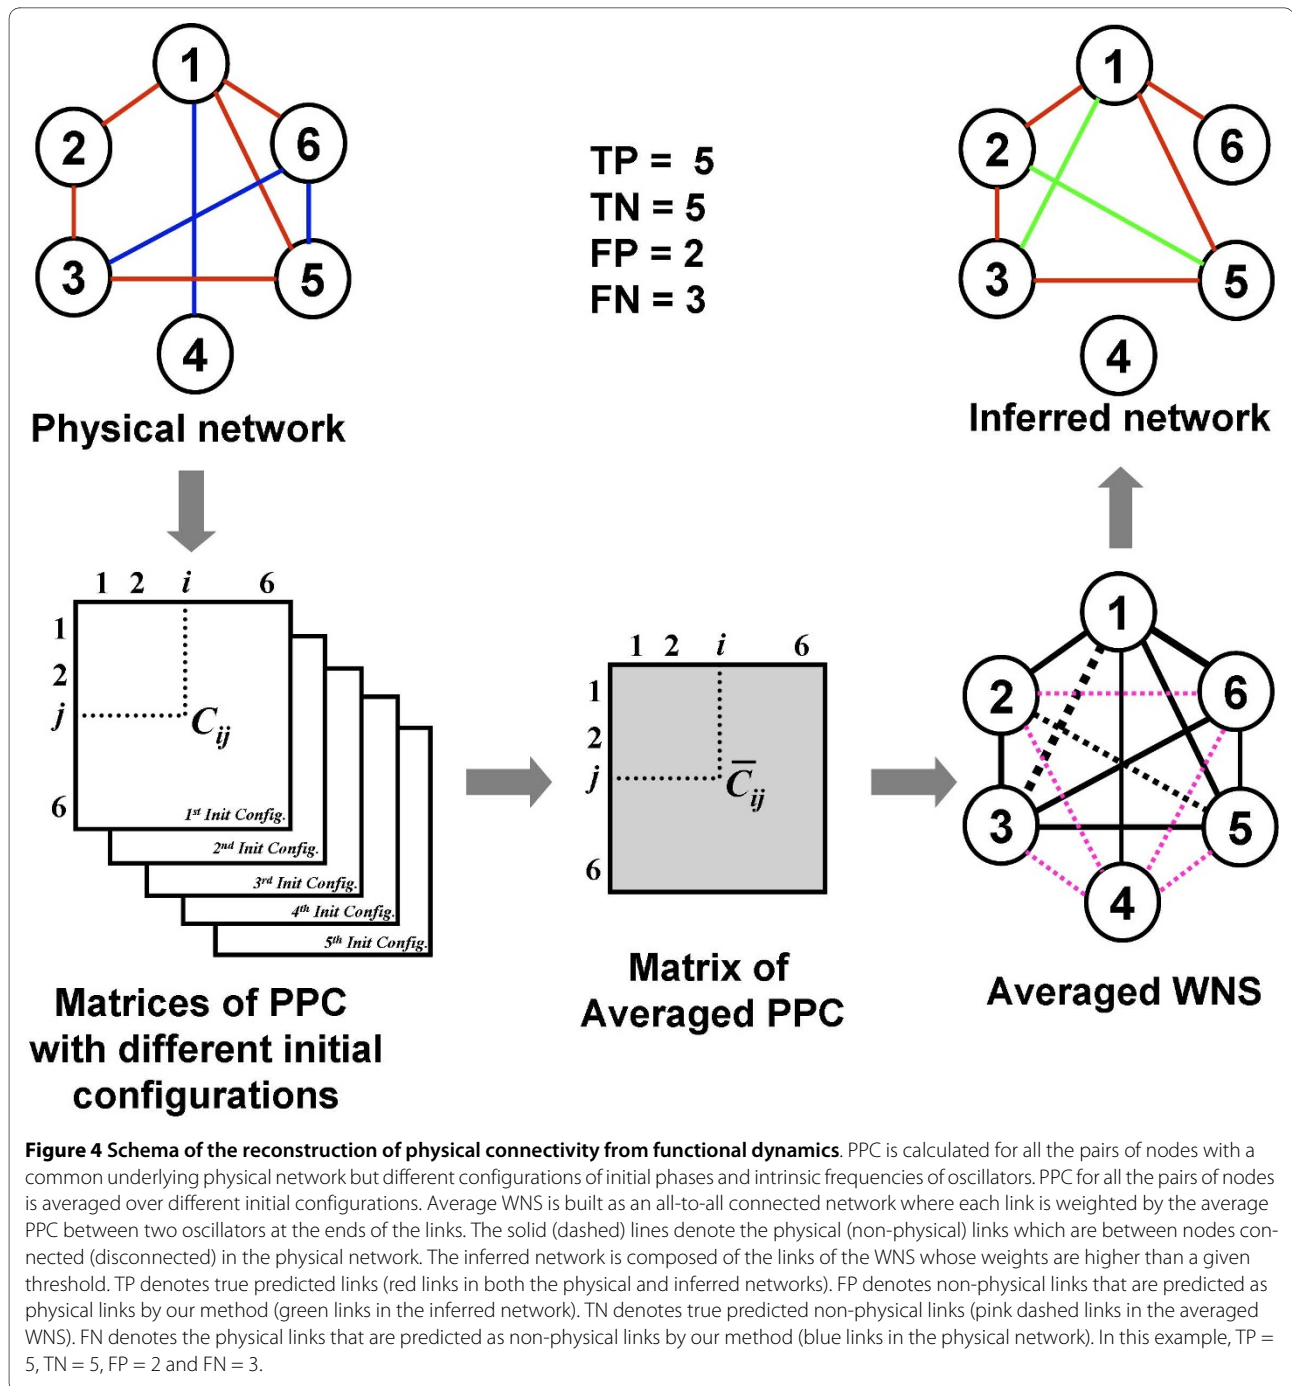 1
2
6
3
5
4
Physical network
TP = 5
TN = 5
FP = 2
FN = 3
1
2
6
3
5
4
Inferred network
1 2 i 6
1
2
j
6
C_ij
1st Init Config.
2nd Init Config.
3rd Init Config.
4th Init Config.
5th Init Config.
Matrices of PPC
with different initial
configurations
1 2 i 6
1
2
j
6
C̅_ij
Matrix of
Averaged PPC
1
2
6
3
5
4
Averaged WNS
Figure 4 Schema of the reconstruction of physical connectivity from functional dynamics. PPC is calculated for all the pairs of nodes with a
common underlying physical network but different configurations of initial phases and intrinsic frequencies of oscillators. PPC for all the pairs of nodes
is averaged over different initial configurations. Average WNS is built as an all-to-all connected network where each link is weighted by the average
PPC between two oscillators at the ends of the links. The solid (dashed) lines denote the physical (non-physical) links which are between nodes con-
nected (disconnected) in the physical network. The inferred network is composed of the links of the WNS whose weights are higher than a given
threshold. TP denotes true predicted links (red links in both the physical and inferred networks). FP denotes non-physical links that are predicted as
physical links by our method (green links in the inferred network). TN denotes true predicted non-physical links (pink dashed links in the averaged
WNS). FN denotes the physical links that are predicted as non-physical links by our method (blue links in the physical network). In this example, TP =
5, TN = 5, FP = 2 and FN = 3.